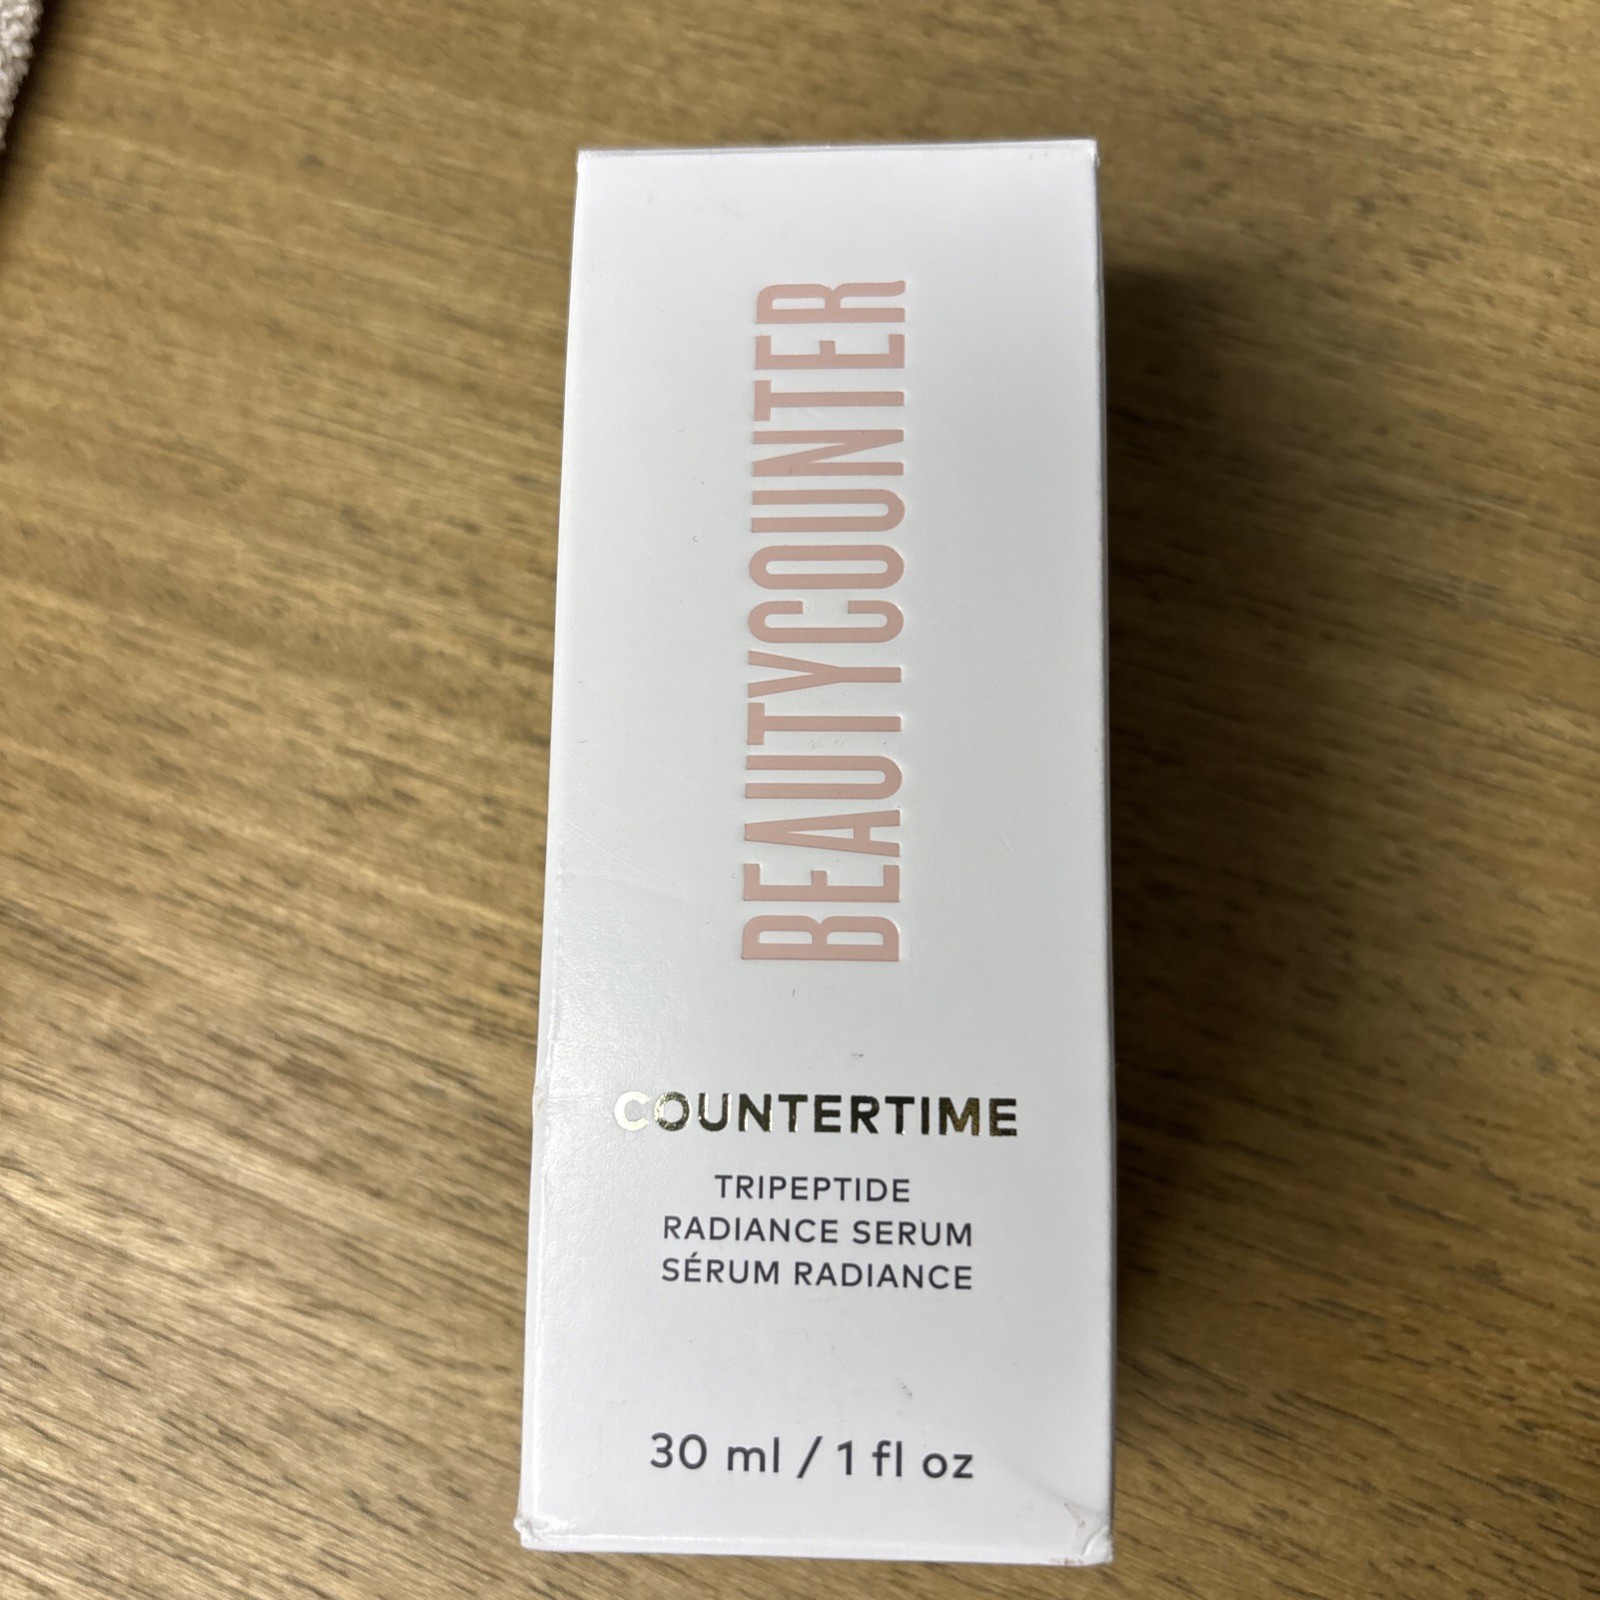 BEAUTYCOUNTER
COUNTERTIME
TRIPEPTIDE
RADIANCE SERUM
SÉRUM RADIANCE
30 ml / 1 fl oz